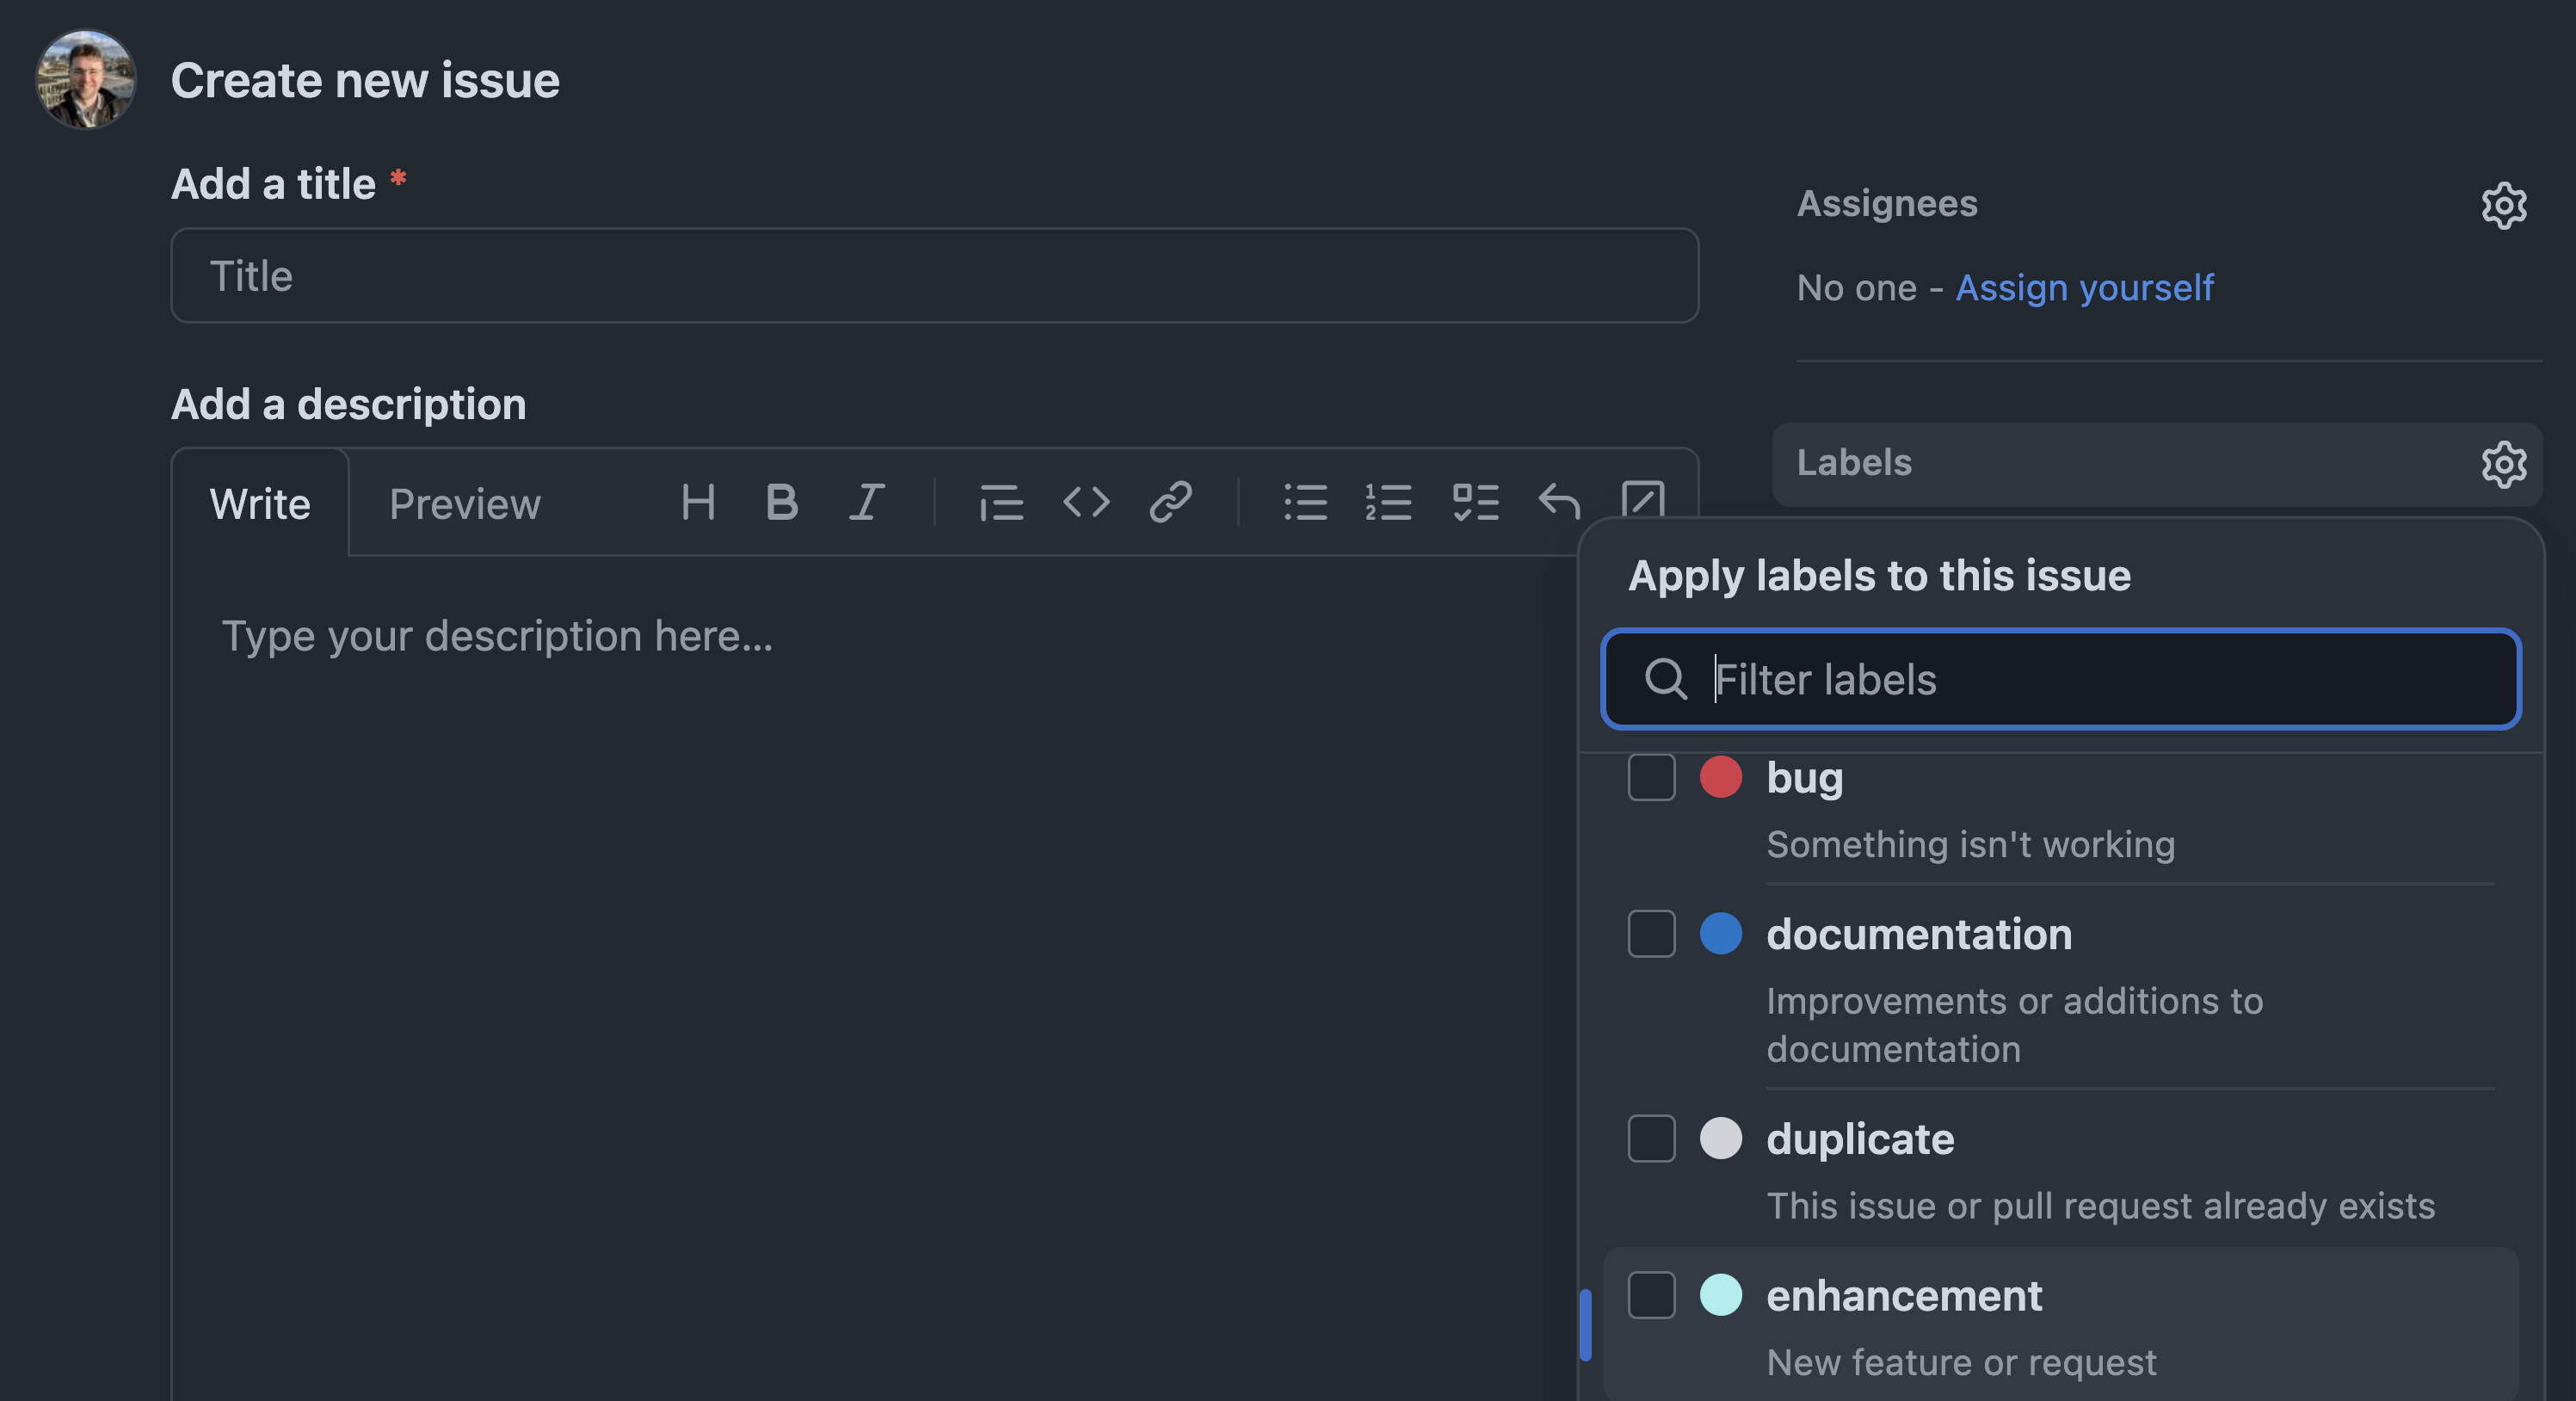 Create new issue
Add a title *
Title
Add a description
Write
Preview
H B I
Type your description here...
Assignees
No one - Assign yourself
Labels
Apply labels to this issue
Filter labels
bug
Something isn't working
documentation
Improvements or additions to
documentation
duplicate
This issue or pull request already exists
enhancement
New feature or request